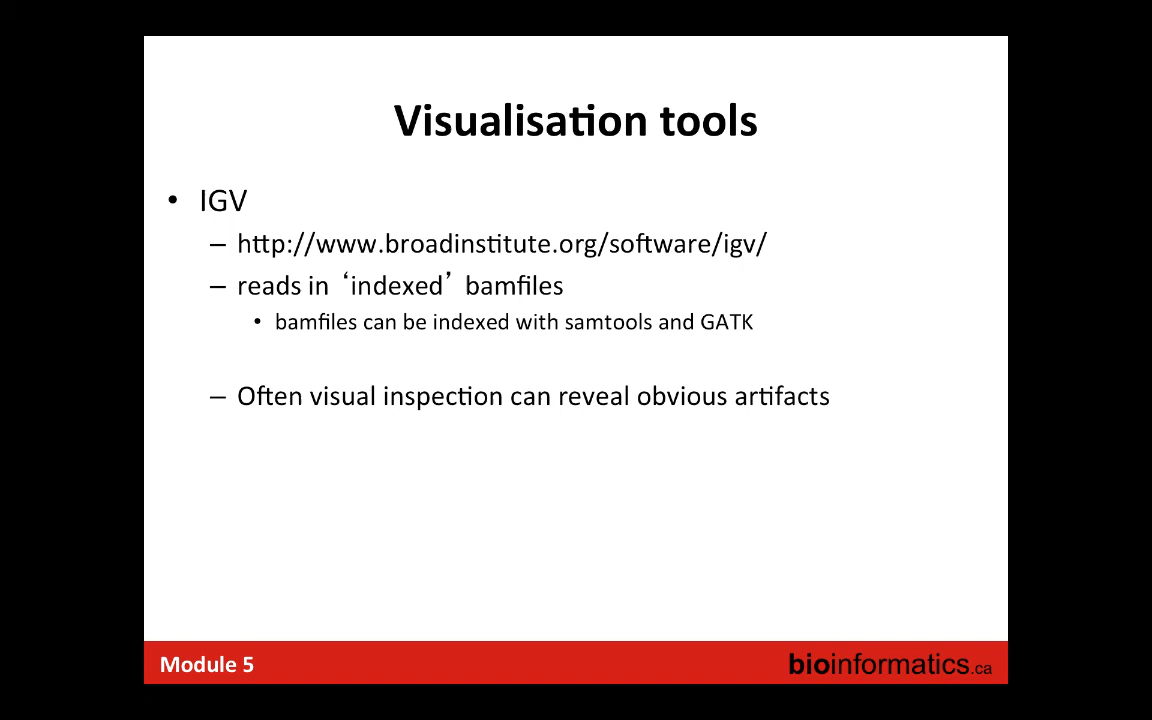 Visualisation tools
• IGV
– http://www.broadinstitute.org/software/igv/
– reads in ‘indexed’ bamfiles
• bamfiles can be indexed with samtools and GATK
– Often visual inspection can reveal obvious artifacts
Module 5
bioinformatics.ca